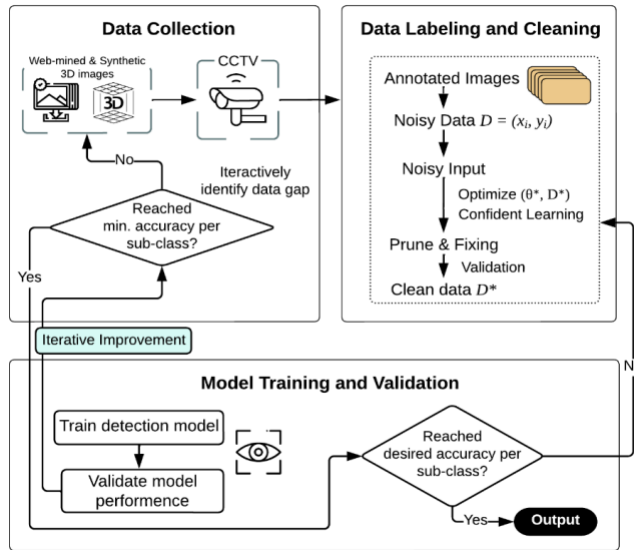 Data Collection
Web-mined & Synthetic
3D images
3D
CCTV
No
Iteractively
identify data gap
Reached
min. accuracy per
sub-class?
Yes
Data Labeling and Cleaning
Annotated Images
Noisy Data D = (xi, yi)
Noisy Input
Optimize (θ*, D*)
Confident Learning
Prune & Fixing
Validation
Clean data D*
Iterative Improvement
N
Model Training and Validation
Train detection model
Validate model
performence
Reached
desired accuracy per
sub-class?
Yes
Output